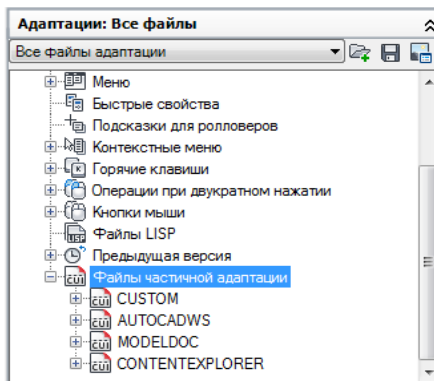 Адаптации: Все файлы
Все файлы адаптации
Меню
Быстрые свойства
Подсказки для ролловеров
Контекстные меню
Горячие клавиши
Операции при двукратном нажатии
Кнопки мыши
Файлы LISP
Предыдущая версия
Файлы частичной адаптации
CUSTOM
AUTOCADWS
MODELDOC
CONTENTEXPLORER